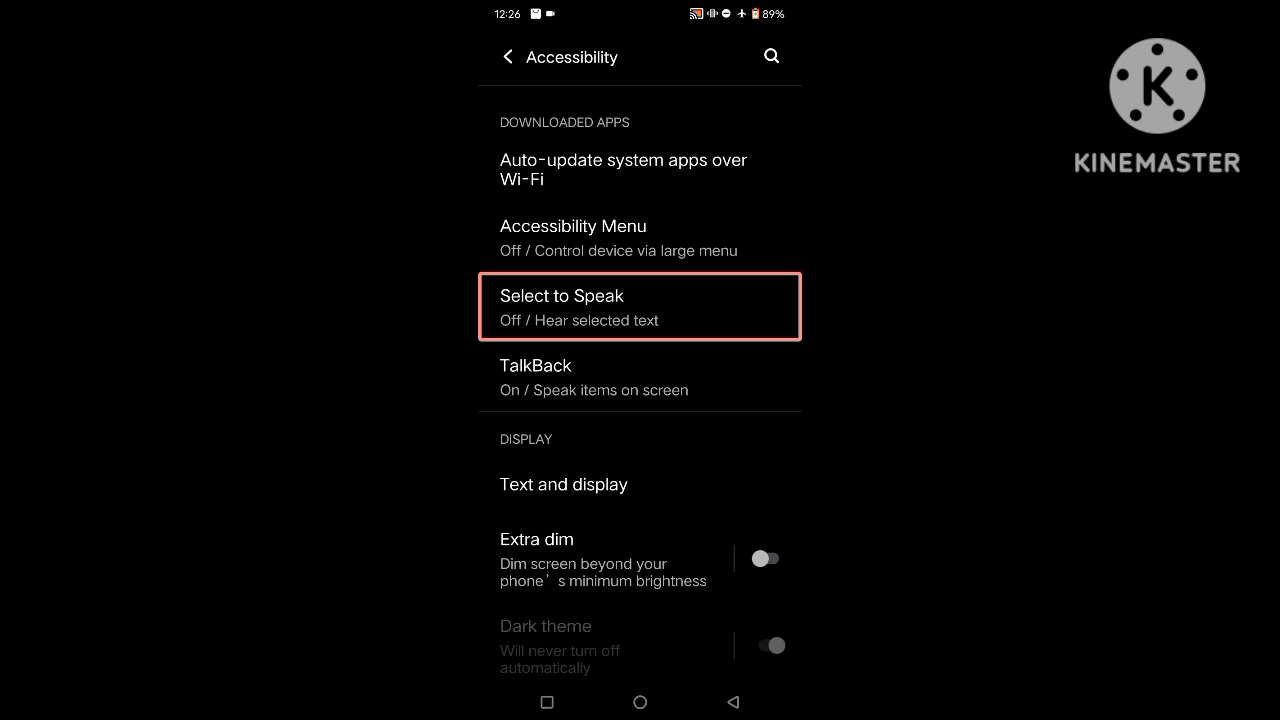 12:26
89%
Accessibility
DOWNLOADED APPS
Auto-update system apps over
Wi-Fi
Accessibility Menu
Off / Control device via large menu
Select to Speak
Off / Hear selected text
TalkBack
On / Speak items on screen
DISPLAY
Text and display
Extra dim
Dim screen beyond your
phone’s minimum brightness
Dark theme
Will never turn off
automatically
K
KINEMASTER